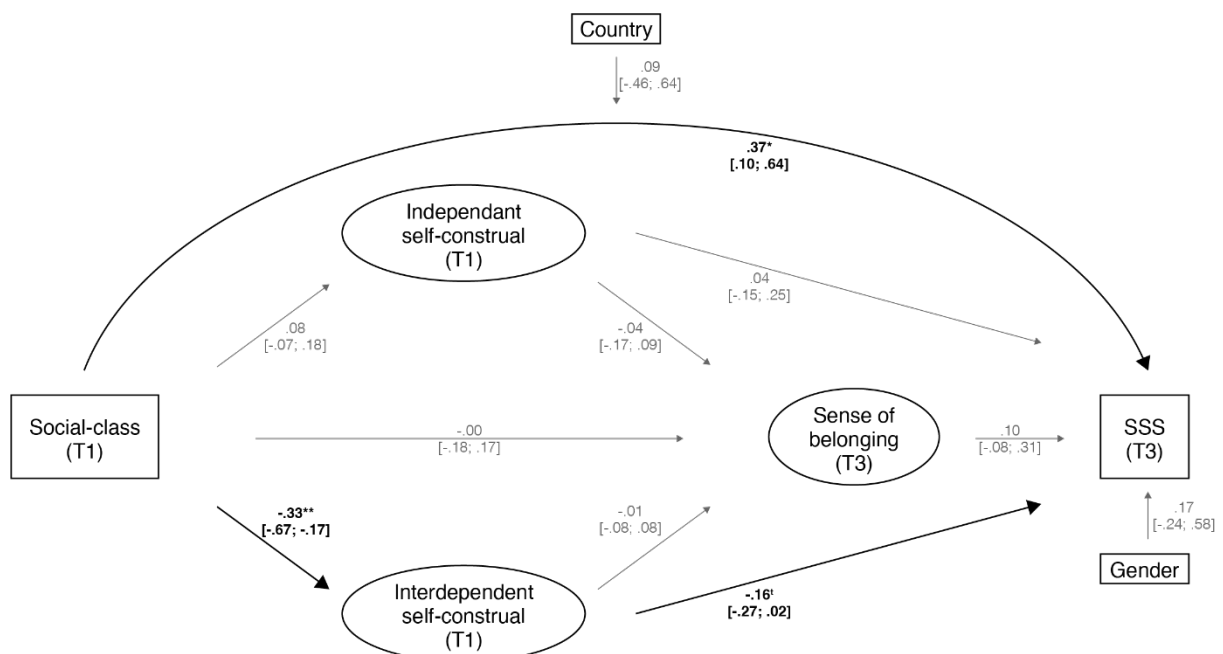 Country
.09
[-.46; .64]
.37*
[.10; .64]
Independant
self-construal
(T1)
.04
[-.15; .25]
.08
[-.07; .18]
-.04
[-.17; .09]
Social-class
(T1)
-.00
[-.18; .17]
Sense of
belonging
(T3)
.10
[-.08; .31]
SSS
(T3)
-.33**
[-.67; -.17]
-.01
[-.08; .08]
.17
[-.24; .58]
Gender
Interdependent
self-construal
(T1)
-.16ᵗ
[-.27; .02]